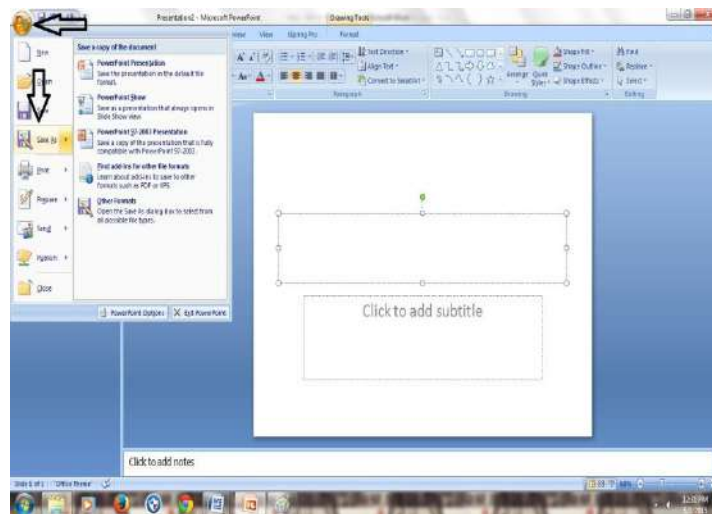 Presentation2 - Microsoft PowerPoint
Drawing Tools
View
Format
Text Direction
Align Text
Convert to SmartArt
Paragraph
Arrange
Quick
Styles
Shape Fill
Shape Outline
Shape Effects
Drawing
Find
Replace
Select
Editing
New
Open
Save As
Print
Prepare
Send
Publish
Close
Save a copy of the document
PowerPoint Presentation
Save the presentation in the default file
format.
PowerPoint Show
Save as a presentation that always opens in
Slide Show view.
PowerPoint 97-2003 Presentation
Save a copy of the presentation that is fully
compatible with PowerPoint 97-2003.
Find add-ins for other file formats
Learn about add-ins to save to other
formats such as PDF or XPS.
Other Formats
Open the Save As dialog box to select from
all possible file types.
PowerPoint Options
Exit PowerPoint
Click to add subtitle
Click to add notes
Slide 1 of 1
Office Theme